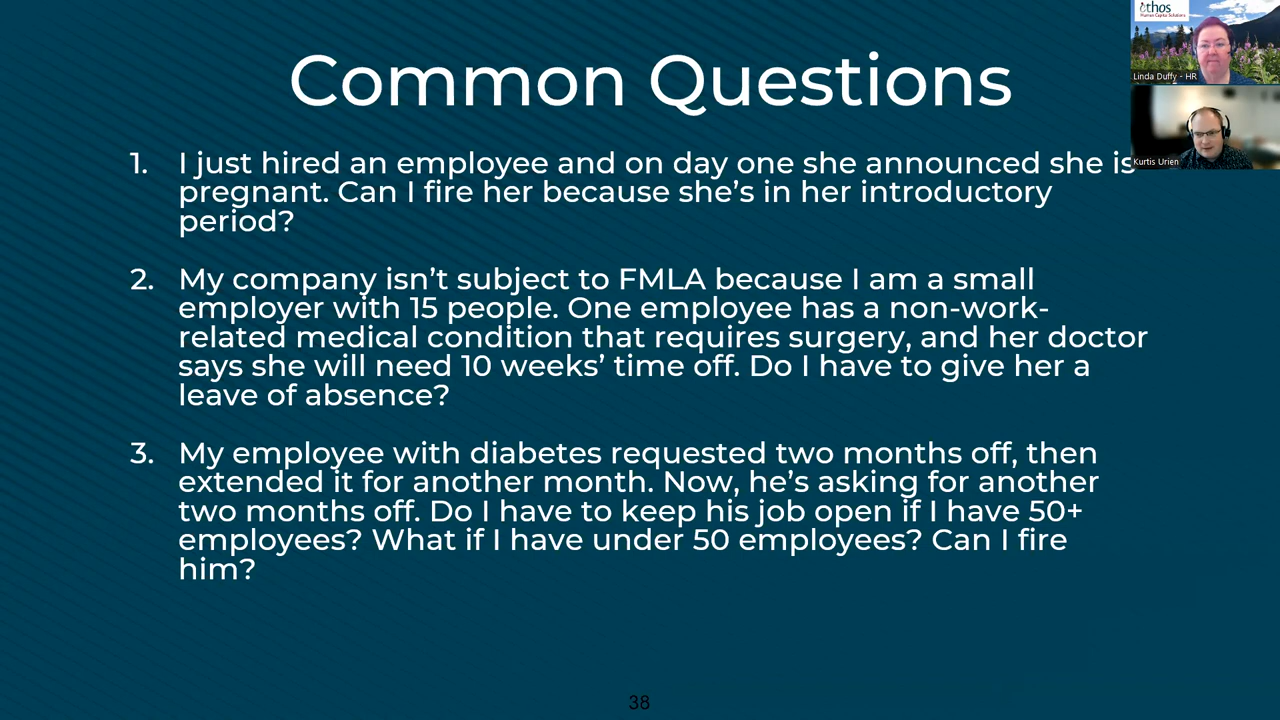 Common Questions
1. I just hired an employee and on day one she announced she is
pregnant. Can I fire her because she’s in her introductory
period?
2. My company isn’t subject to FMLA because I am a small
employer with 15 people. One employee has a non-work-
related medical condition that requires surgery, and her doctor
says she will need 10 weeks’ time off. Do I have to give her a
leave of absence?
3. My employee with diabetes requested two months off, then
extended it for another month. Now, he’s asking for another
two months off. Do I have to keep his job open if I have 50+
employees? What if I have under 50 employees? Can I fire
him?
38
ethos
Human Capital Solutions
Linda Duffy - HR
Kurtis Urien